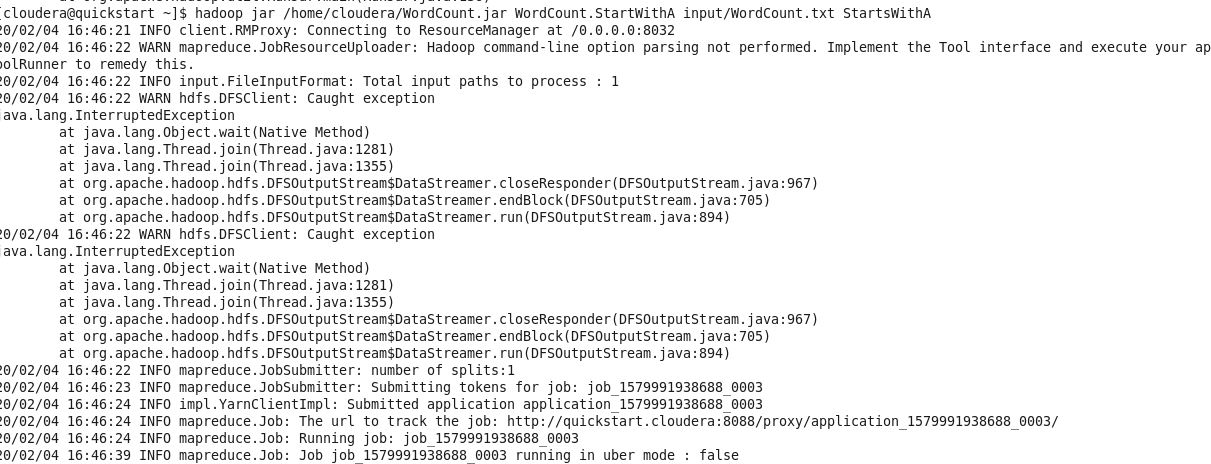 [cloudera@quickstart ~]$ hadoop jar /home/cloudera/WordCount.jar WordCount.StartWithA input/WordCount.txt StartsWithA
20/02/04 16:46:21 INFO client.RMProxy: Connecting to ResourceManager at /0.0.0.0:8032
20/02/04 16:46:22 WARN mapreduce.JobResourceUploader: Hadoop command-line option parsing not performed. Implement the Tool interface and execute your ap
oolRunner to remedy this.
20/02/04 16:46:22 INFO input.FileInputFormat: Total input paths to process : 1
20/02/04 16:46:22 WARN hdfs.DFSClient: Caught exception
java.lang.InterruptedException
at java.lang.Object.wait(Native Method)
at java.lang.Thread.join(Thread.java:1281)
at java.lang.Thread.join(Thread.java:1355)
at org.apache.hadoop.hdfs.DFSOutputStream$DataStreamer.closeResponder(DFSOutputStream.java:967)
at org.apache.hadoop.hdfs.DFSOutputStream$DataStreamer.endBlock(DFSOutputStream.java:705)
at org.apache.hadoop.hdfs.DFSOutputStream$DataStreamer.run(DFSOutputStream.java:894)
20/02/04 16:46:22 WARN hdfs.DFSClient: Caught exception
java.lang.InterruptedException
at java.lang.Object.wait(Native Method)
at java.lang.Thread.join(Thread.java:1281)
at java.lang.Thread.join(Thread.java:1355)
at org.apache.hadoop.hdfs.DFSOutputStream$DataStreamer.closeResponder(DFSOutputStream.java:967)
at org.apache.hadoop.hdfs.DFSOutputStream$DataStreamer.endBlock(DFSOutputStream.java:705)
at org.apache.hadoop.hdfs.DFSOutputStream$DataStreamer.run(DFSOutputStream.java:894)
20/02/04 16:46:22 INFO mapreduce.JobSubmitter: number of splits:1
20/02/04 16:46:23 INFO mapreduce.JobSubmitter: Submitting tokens for job: job_1579991938688_0003
20/02/04 16:46:24 INFO impl.YarnClientImpl: Submitted application application_1579991938688_0003
20/02/04 16:46:24 INFO mapreduce.Job: The url to track the job: http://quickstart.cloudera:8088/proxy/application_1579991938688_0003/
20/02/04 16:46:24 INFO mapreduce.Job: Running job: job_1579991938688_0003
20/02/04 16:46:39 INFO mapreduce.Job: Job job_1579991938688_0003 running in uber mode : false